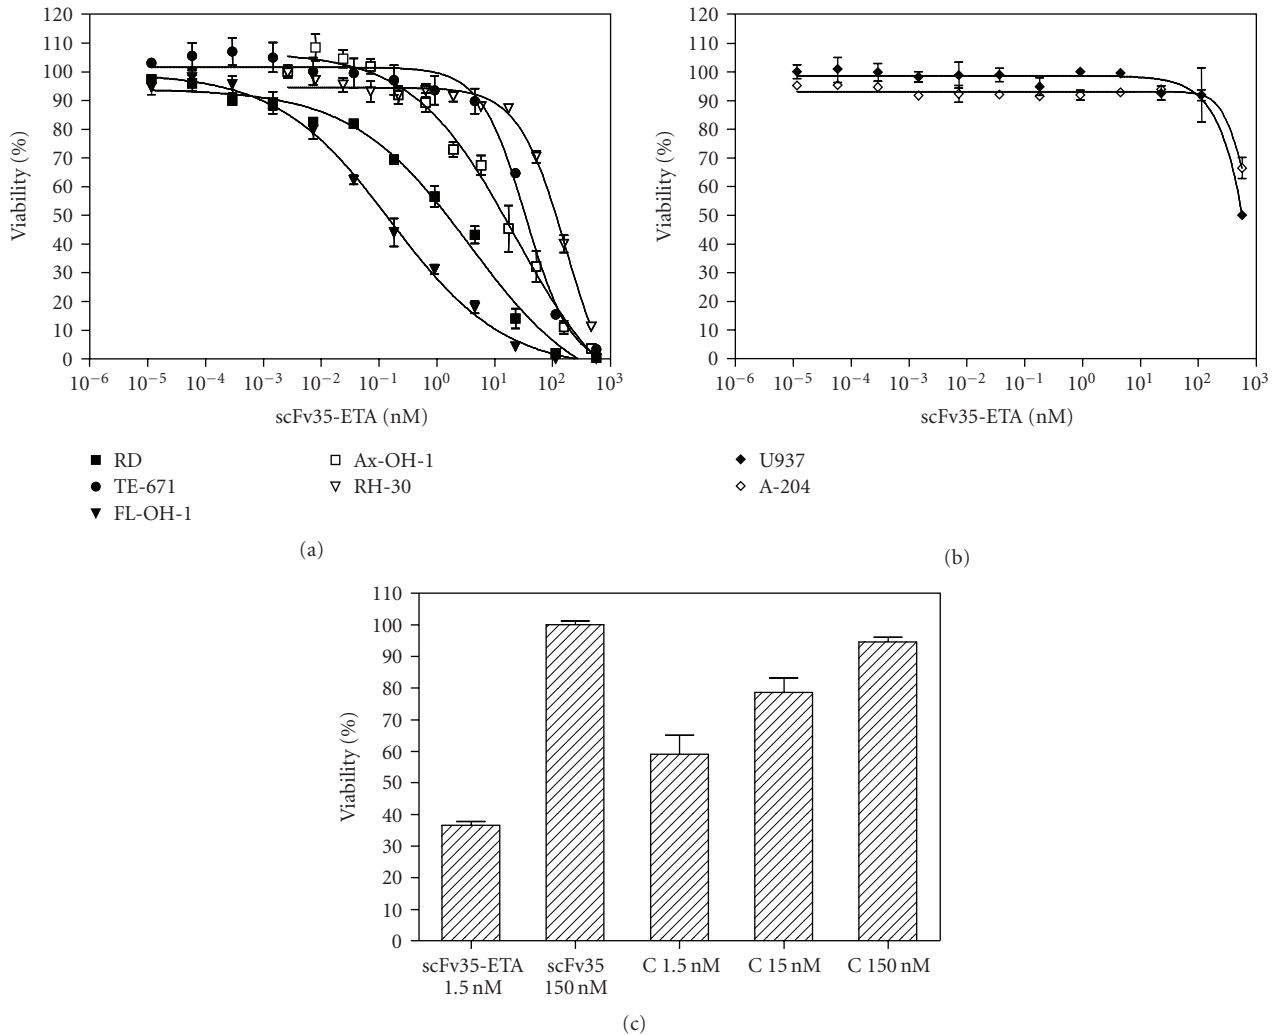 120
110
100
90
80
70
60
50
40
30
20
10
0
Viability (%)
10−6 10−5 10−4 10−3 10−2 10−1 100 101 102 103
scFv35-ETA (nM)
RD
TE-671
FL-OH-1
Ax-OH-1
RH-30
(a)
120
110
100
90
80
70
60
50
40
30
20
10
0
Viability (%)
10−6 10−5 10−4 10−3 10−2 10−1 100 101 102 103
scFv35-ETA (nM)
U937
A-204
(b)
110
100
90
80
70
60
50
40
30
20
10
0
Viability (%)
scFv35-ETA
1.5 nM
scFv35
150 nM
C 1.5 nM
C 15 nM
C 150 nM
(c)